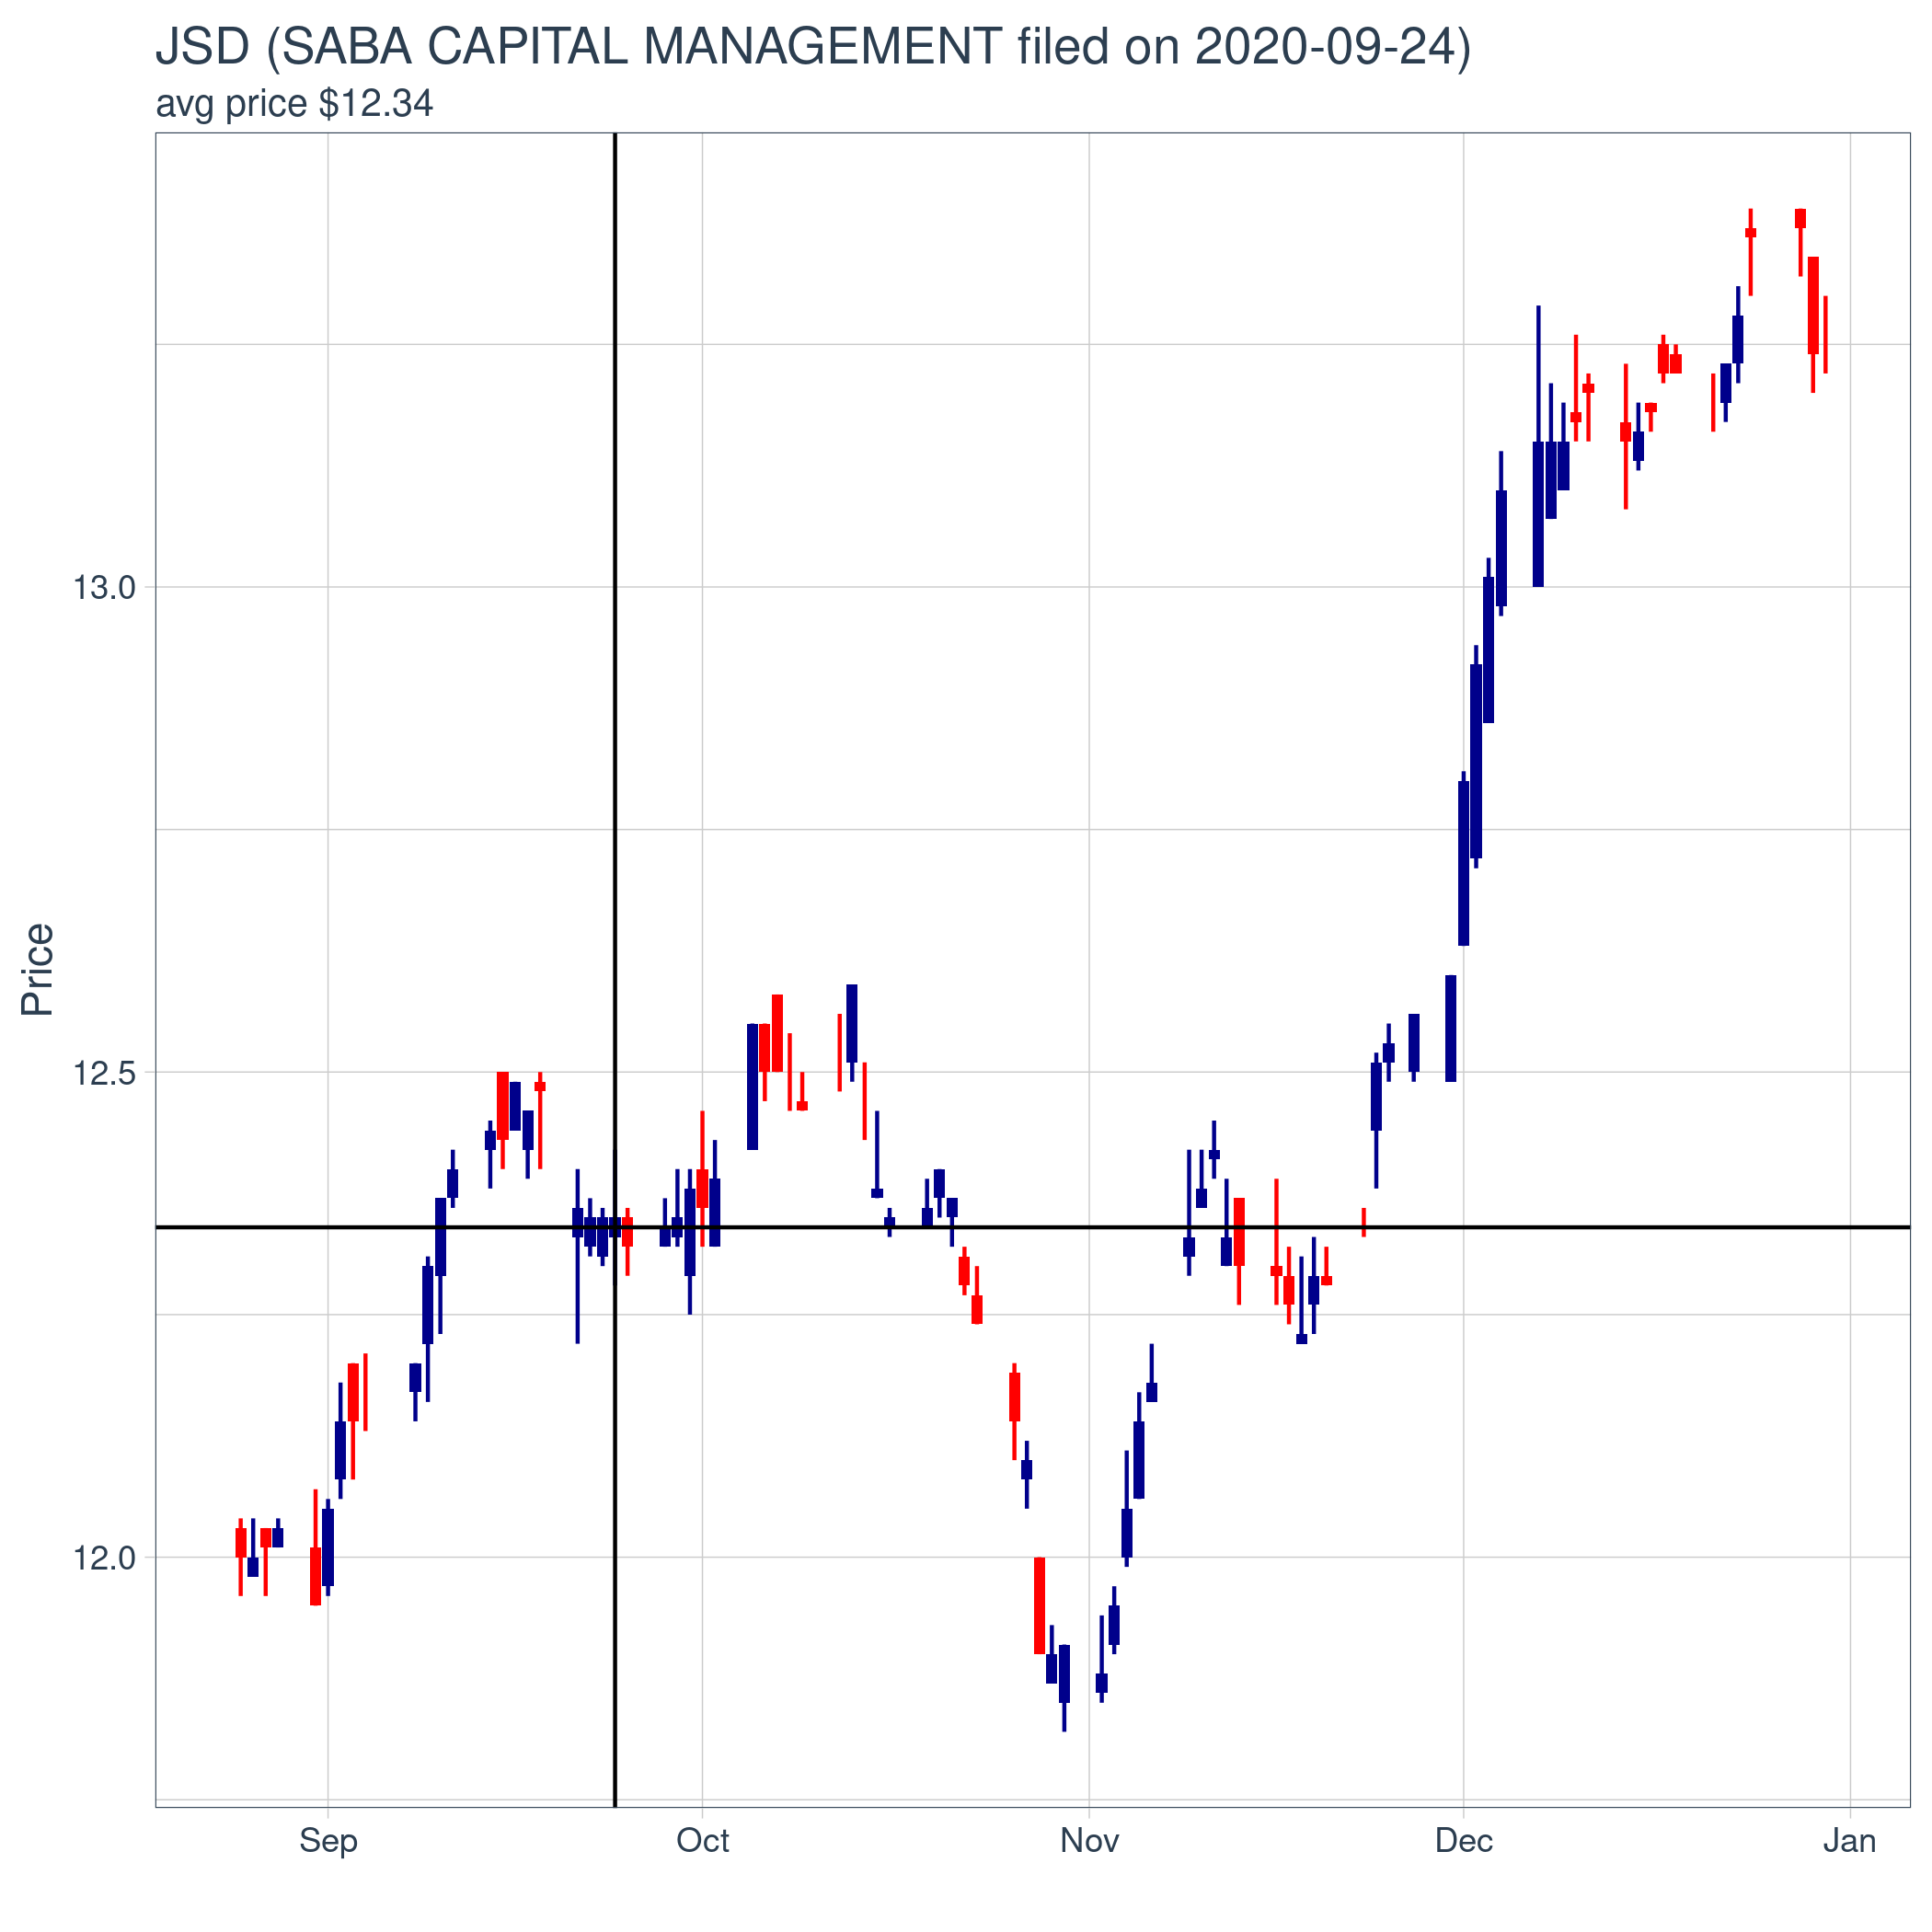 JSD (SABA CAPITAL MANAGEMENT filed on 2020-09-24)
avg price $12.34
Price
13.0
12.5
12.0
Sep Oct Nov Dec Jan